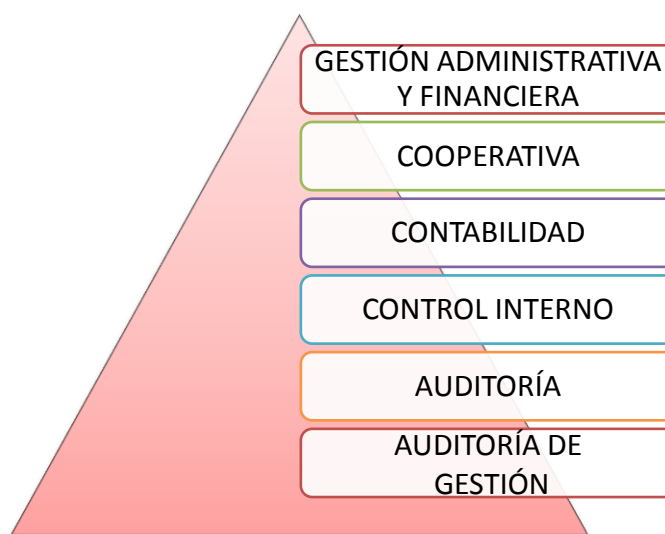 GESTIÓN ADMINISTRATIVA
Y FINANCIERA
COOPERATIVA
CONTABILIDAD
CONTROL INTERNO
AUDITORÍA
AUDITORÍA DE
GESTIÓN